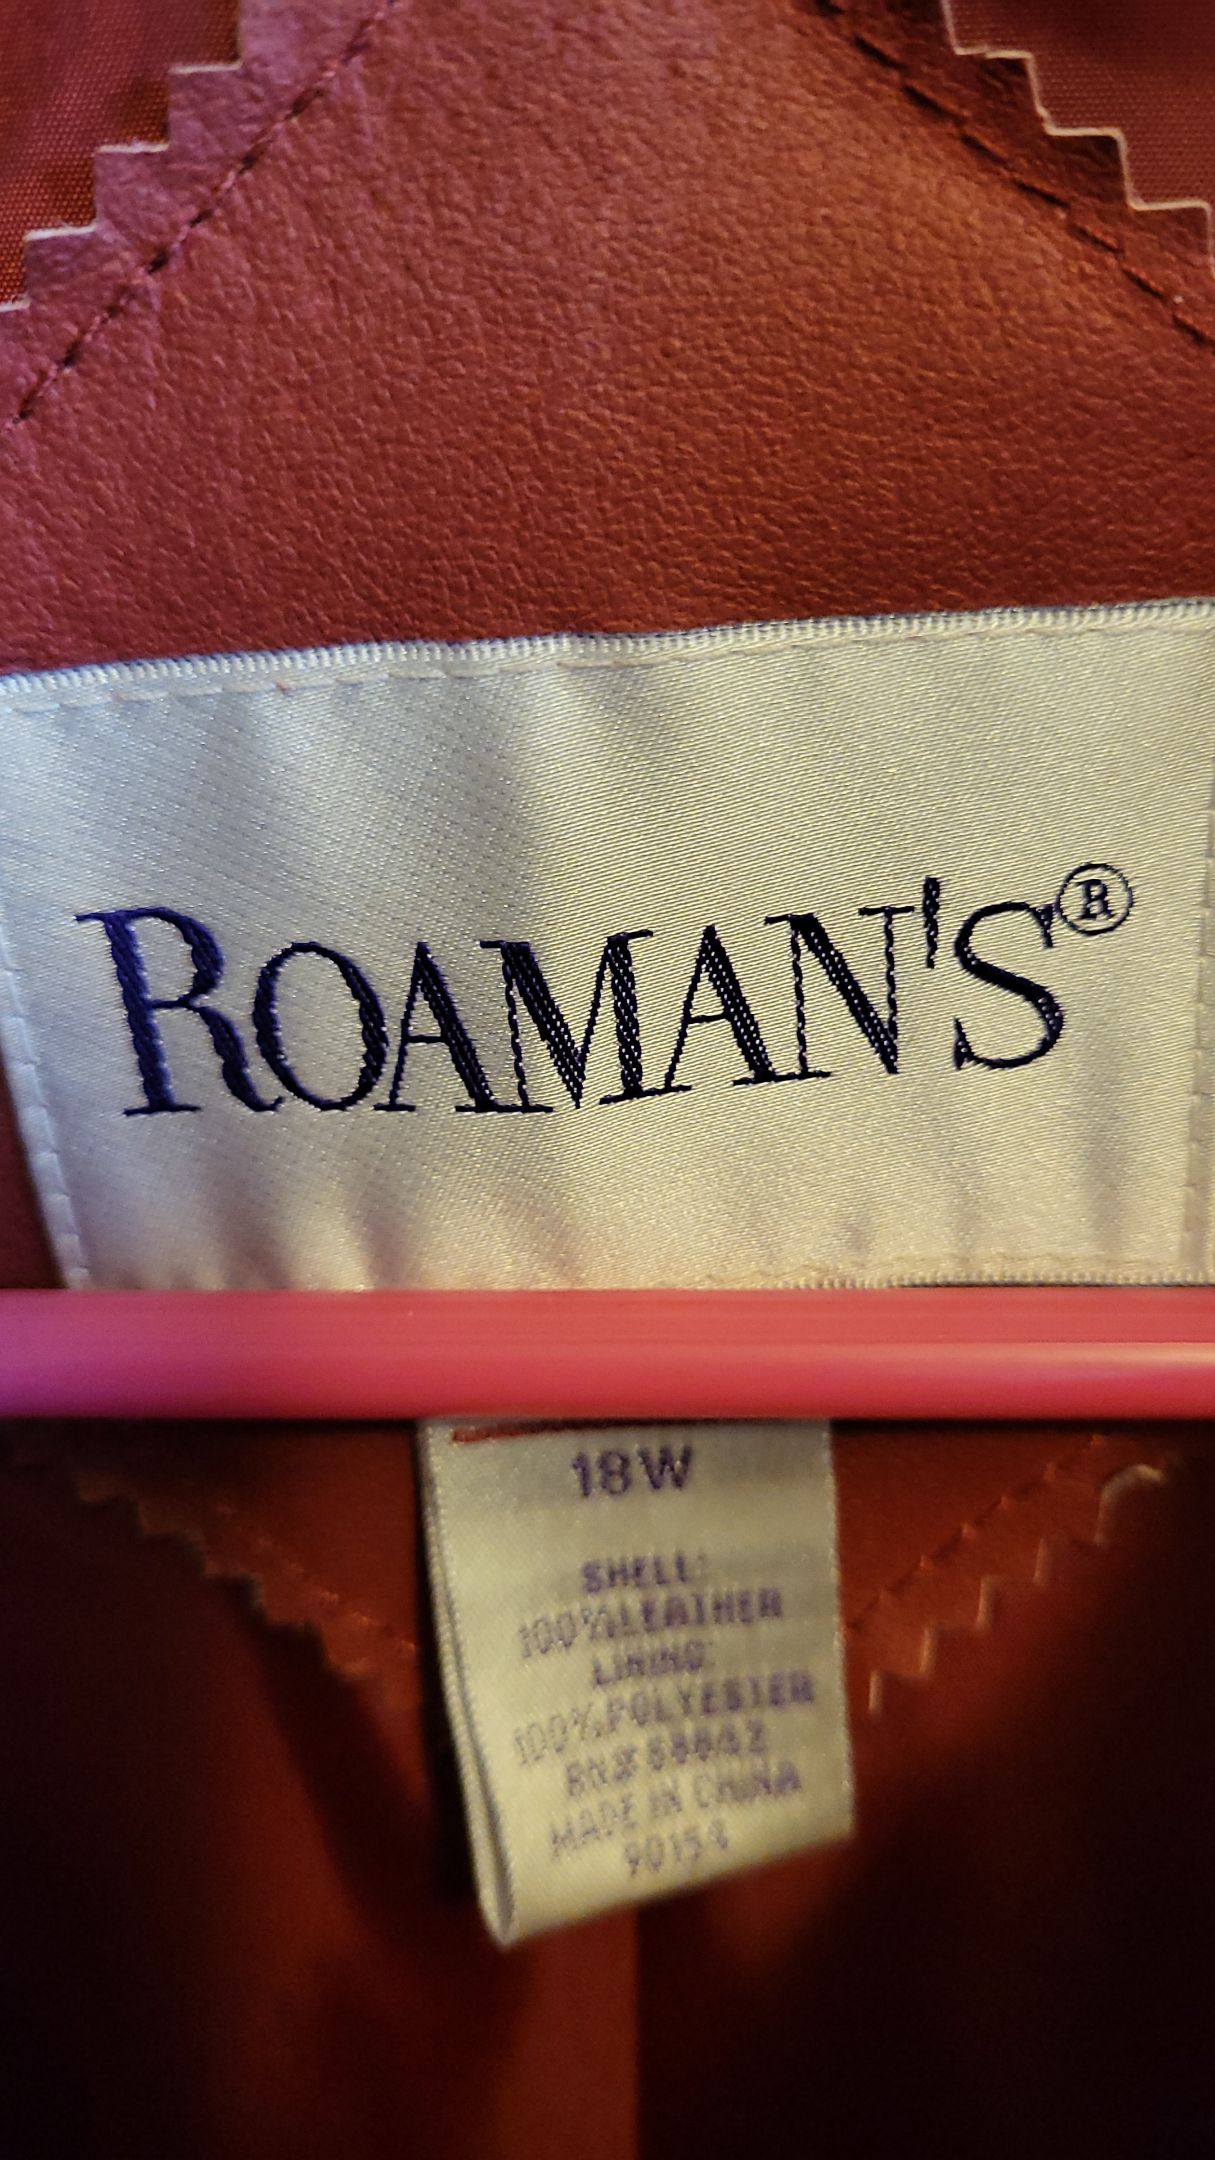 ROAMAN'S®
18W
SHELL:
100%LEATHER
LINING:
100%POLYESTER
MADE IN CHINA